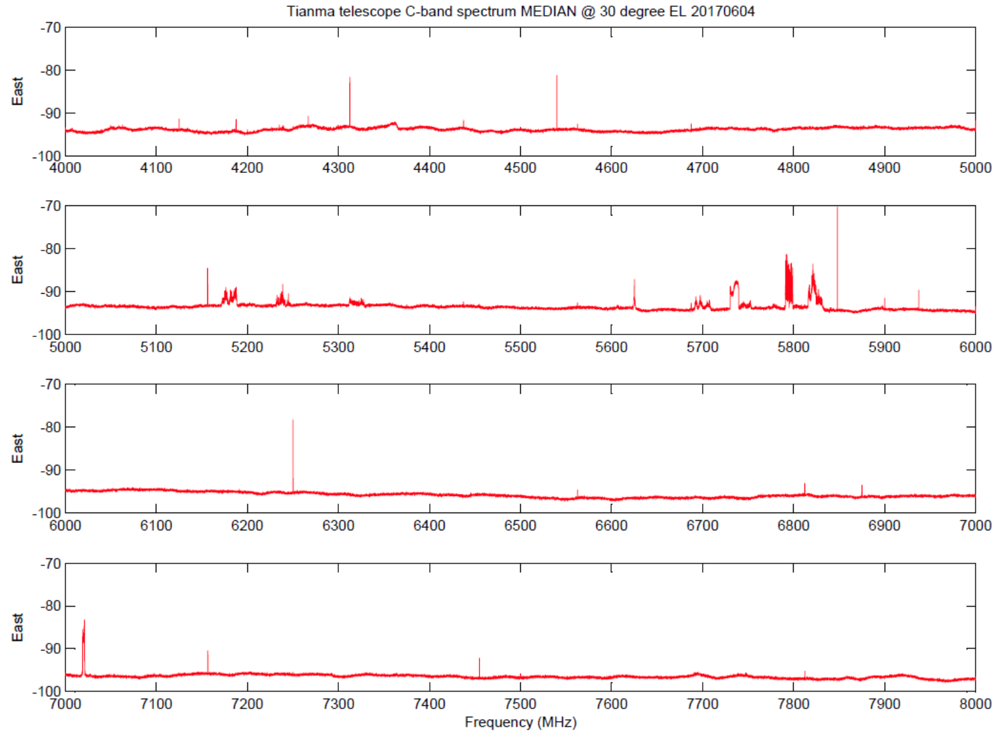 Tianma telescope C-band spectrum MEDIAN @ 30 degree EL 20170604
-70
-80
-90
-100
East
4000 4100 4200 4300 4400 4500 4600 4700 4800 4900 5000
-70
-80
-90
-100
East
5000 5100 5200 5300 5400 5500 5600 5700 5800 5900 6000
-70
-80
-90
-100
East
6000 6100 6200 6300 6400 6500 6600 6700 6800 6900 7000
-70
-80
-90
-100
East
7000 7100 7200 7300 7400 7500 7600 7700 7800 7900 8000
Frequency (MHz)